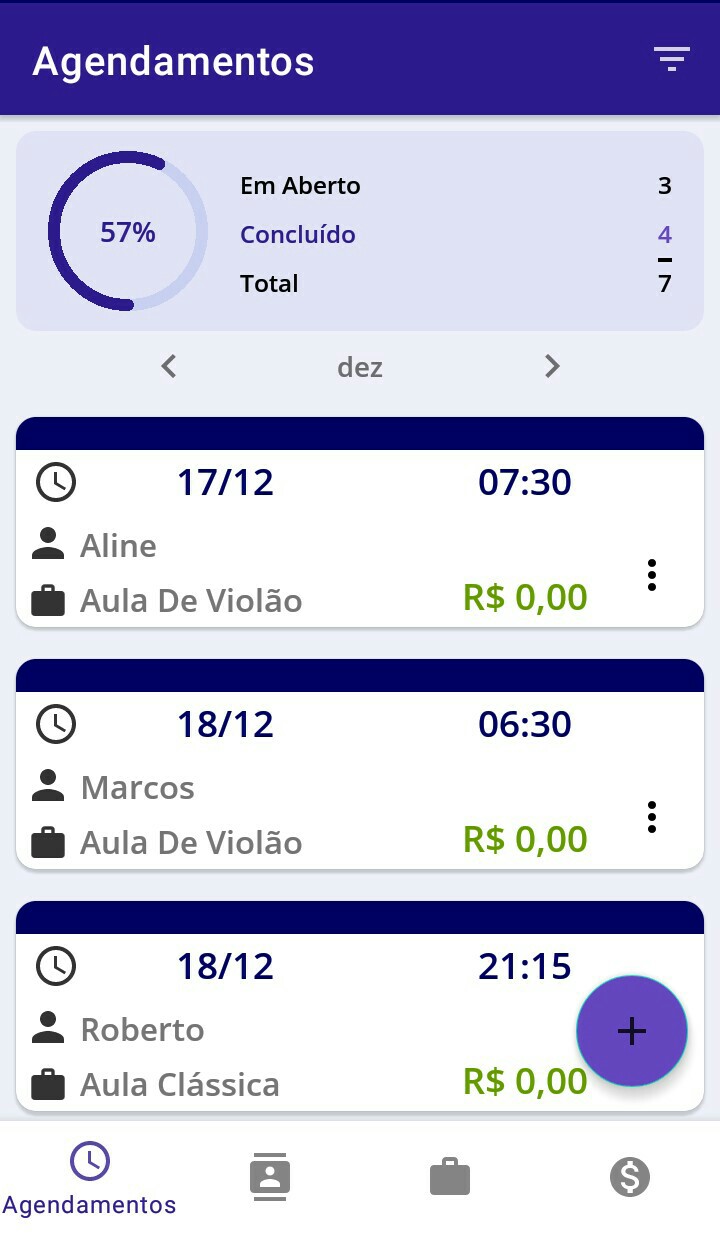 Agendamentos
57%
Em Aberto 3
Concluído 4
Total 7
dez
17/12 07:30
Aline
Aula De Violão R$ 0,00
18/12 06:30
Marcos
Aula De Violão R$ 0,00
18/12 21:15
Roberto
Aula Clássica R$ 0,00
Agendamentos